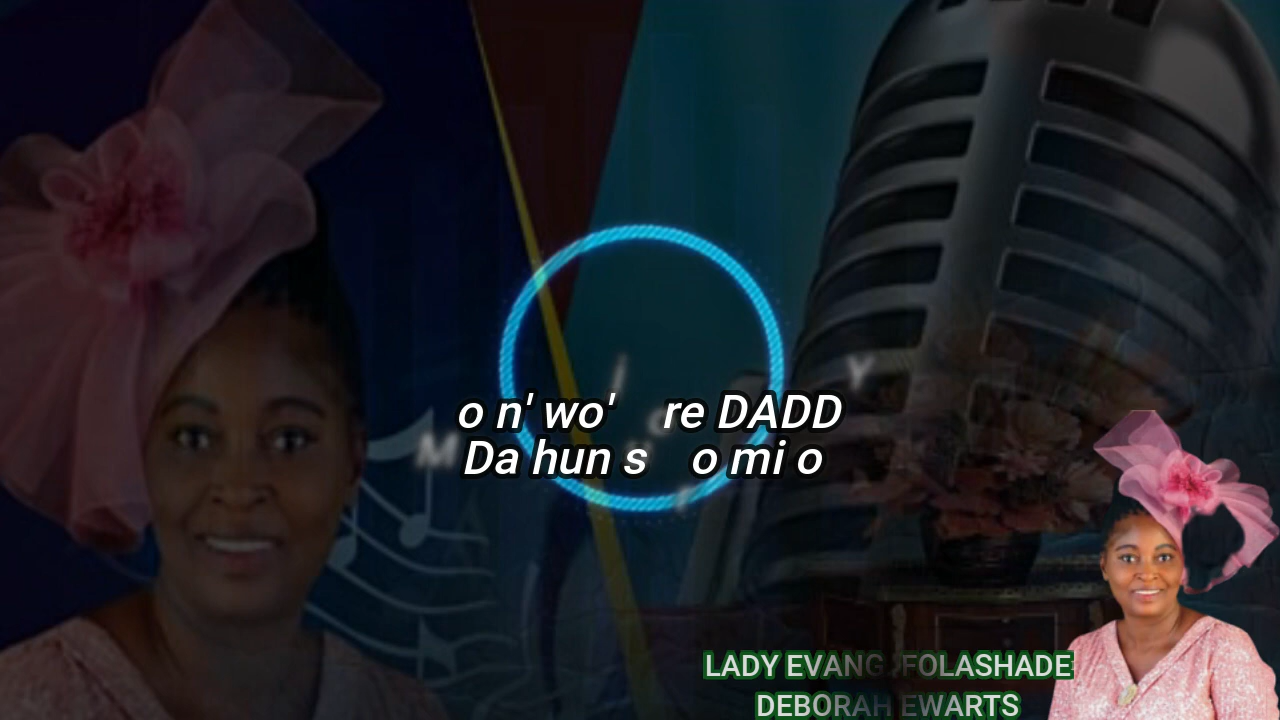 o n' wo' re DADD
Da hun s o mi o
LADY EVANG. FOLASHADE
DEBORAH EWARTS